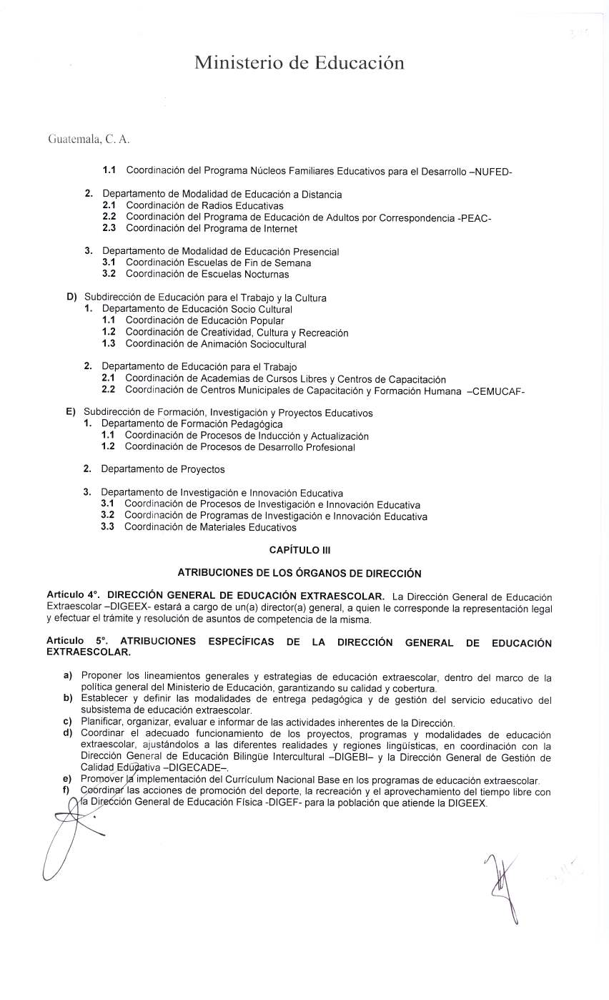 Ministerio de Educación
Guatemala, C. A.
1.1 Coordinación del Programa Núcleos Familiares Educativos para el Desarrollo –NUFED-
2. Departamento de Modalidad de Educación a Distancia
2.1 Coordinación de Radios Educativas
2.2 Coordinación del Programa de Educación de Adultos por Correspondencia -PEAC-
2.3 Coordinación del Programa de Internet
3. Departamento de Modalidad de Educación Presencial
3.1 Coordinación Escuelas de Fin de Semana
3.2 Coordinación de Escuelas Nocturnas
D) Subdirección de Educación para el Trabajo y la Cultura
1. Departamento de Educación Socio Cultural
1.1 Coordinación de Educación Popular
1.2 Coordinación de Creatividad, Cultura y Recreación
1.3 Coordinación de Animación Sociocultural
2. Departamento de Educación para el Trabajo
2.1 Coordinación de Academias de Cursos Libres y Centros de Capacitación
2.2 Coordinación de Centros Municipales de Capacitación y Formación Humana –CEMUCAF-
E) Subdirección de Formación, Investigación y Proyectos Educativos
1. Departamento de Formación Pedagógica
1.1 Coordinación de Procesos de Inducción y Actualización
1.2 Coordinación de Procesos de Desarrollo Profesional
2. Departamento de Proyectos
3. Departamento de Investigación e Innovación Educativa
3.1 Coordinación de Procesos de Investigación e Innovación Educativa
3.2 Coordinación de Programas de Investigación e Innovación Educativa
3.3 Coordinación de Materiales Educativos
CAPÍTULO III
ATRIBUCIONES DE LOS ÓRGANOS DE DIRECCIÓN
Artículo 4°. DIRECCIÓN GENERAL DE EDUCACIÓN EXTRAESCOLAR. La Dirección General de Educación
Extraescolar –DIGEEX- estará a cargo de un(a) director(a) general, a quien le corresponde la representación legal
y efectuar el trámite y resolución de asuntos de competencia de la misma.
Artículo 5°. ATRIBUCIONES ESPECÍFICAS DE LA DIRECCIÓN GENERAL DE EDUCACIÓN
EXTRAESCOLAR.
a) Proponer los lineamientos generales y estrategias de educación extraescolar, dentro del marco de la
política general del Ministerio de Educación, garantizando su calidad y cobertura.
b) Establecer y definir las modalidades de entrega pedagógica y de gestión del servicio educativo del
subsistema de educación extraescolar.
c) Planificar, organizar, evaluar e informar de las actividades inherentes de la Dirección.
d) Coordinar el adecuado funcionamiento de los proyectos, programas y modalidades de educación
extraescolar, ajustándolos a las diferentes realidades y regiones lingüísticas, en coordinación con la
Dirección General de Educación Bilingüe Intercultural –DIGEBI– y la Dirección General de Gestión de
Calidad Educativa –DIGECADE–.
e) Promover la implementación del Currículum Nacional Base en los programas de educación extraescolar.
f) Coordinar las acciones de promoción del deporte, la recreación y el aprovechamiento del tiempo libre con
la Dirección General de Educación Física -DIGEF- para la población que atiende la DIGEEX.